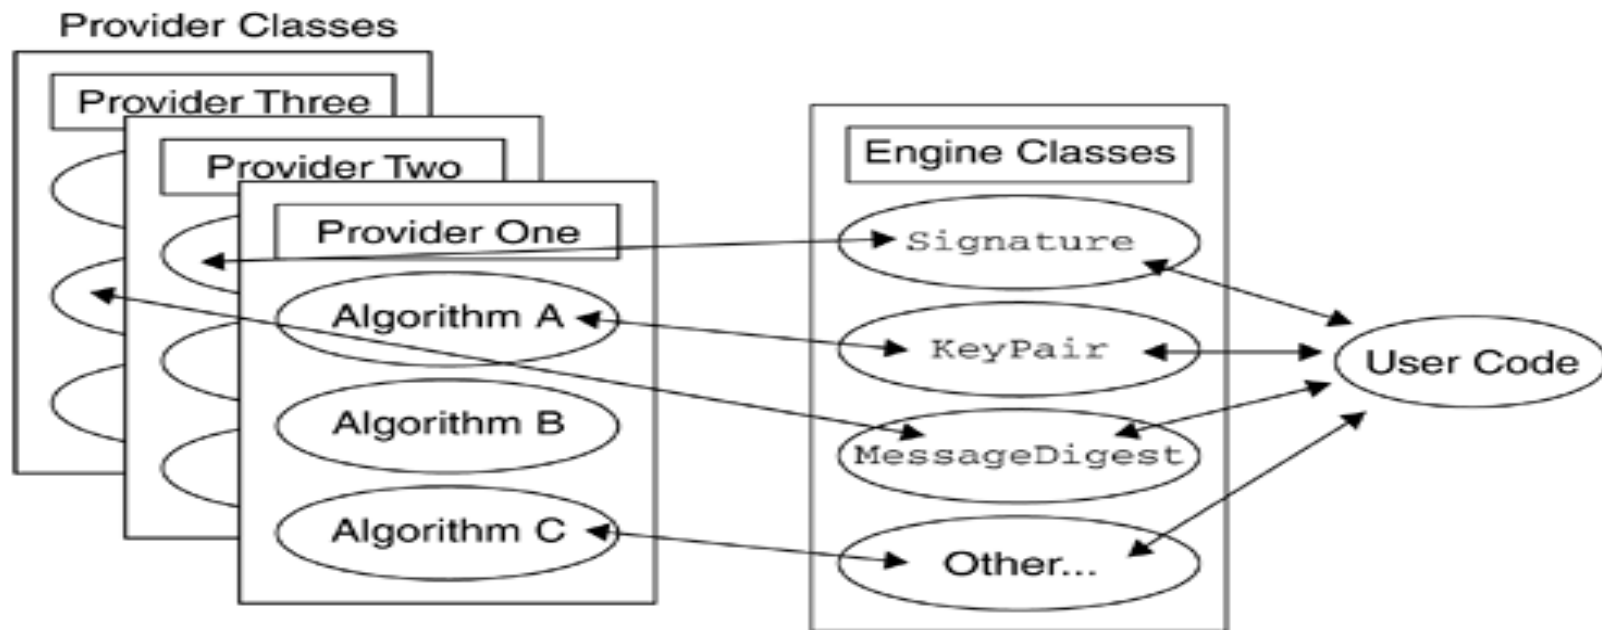 Provider Classes
Provider Three
Provider Two
Provider One
Algorithm A
Algorithm B
Algorithm C
Engine Classes
Signature
KeyPair
MessageDigest
Other...
User Code